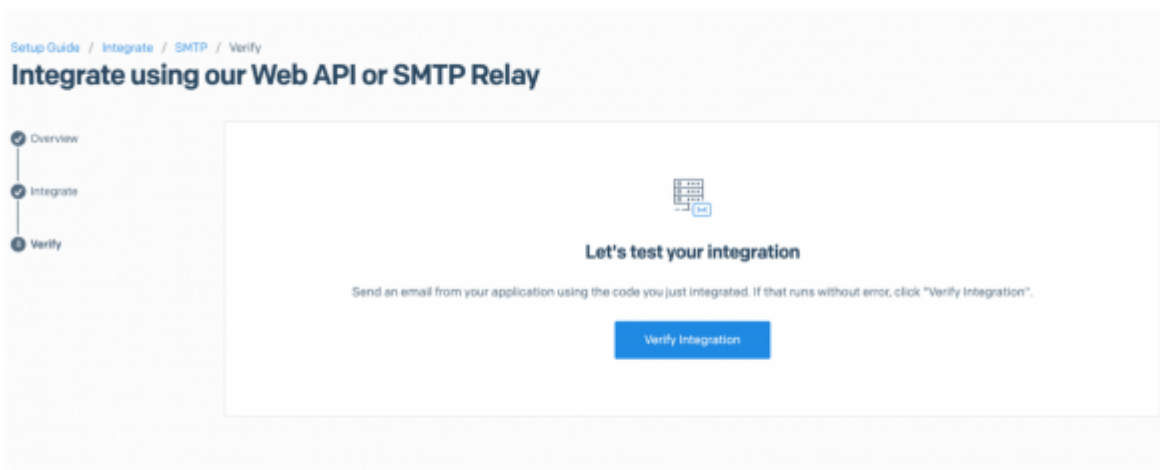 Setup Guide / Integrate / SMTP / Verify
Integrate using our Web API or SMTP Relay
Overview
Integrate
3 Verify
Let's test your integration
Send an email from your application using the code you just integrated. If that runs without error, click "Verify Integration".
Verify Integration